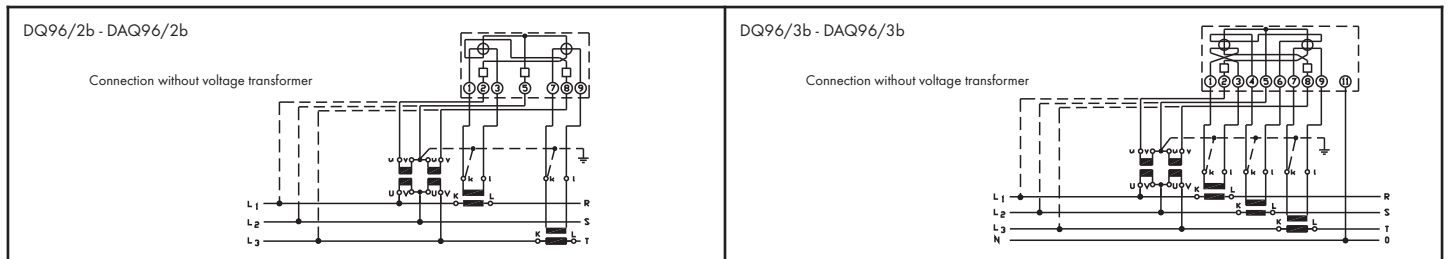 DQ96/2b - DAQ96/2b
Connection without voltage transformer
1 2 3 5 7 8 9
u v u v
k l k l
U V U V
K L
L1 R
L2 S
K L
L3 T
DQ96/3b - DAQ96/3b
Connection without voltage transformer
1 2 3 4 5 6 7 8 9 11
u v u v
k l k l k l
U V U V
K L
L1 R
K L
L2 S
K L
L3 T
N 0